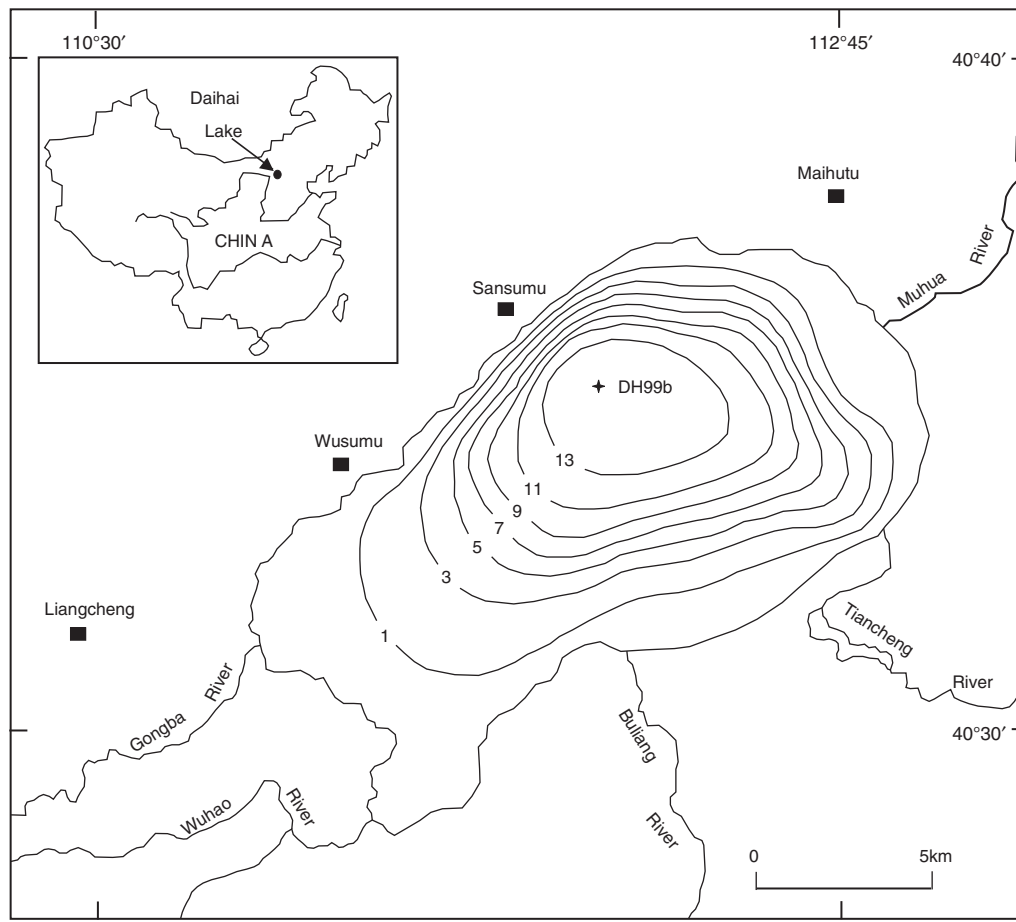 110°30′
112°45′
40°40′
Daihai
Lake
CHIN A
Maihutu
Muhua River
Sansumu
DH99b
Wusumu
13
11
9
7
5
3
1
Liangcheng
Tiancheng
River
Gongba River
40°30′
Buliang
River
Wuhao River
0 5km